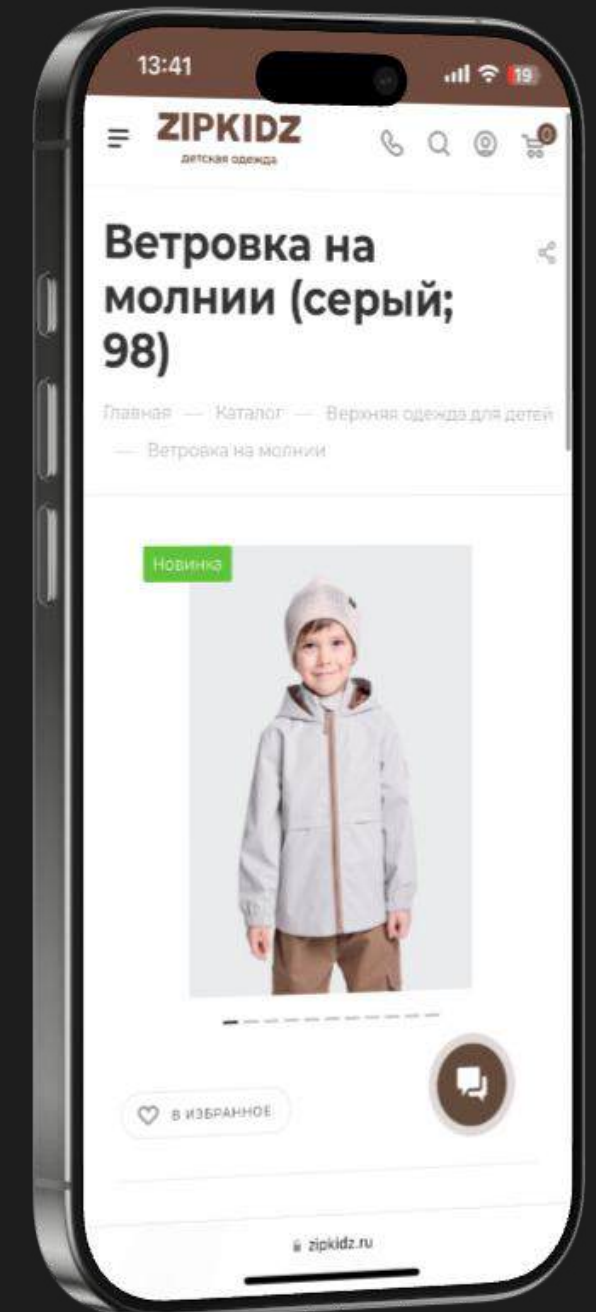 13:41
19
ZIPKIDZ
детская одежда
0
Ветровка на
молнии (серый;
98)
Главная — Каталог — Верхняя одежда для детей
— Ветровка на молнии
Новинка
В ИЗБРАННОЕ
zipkidz.ru